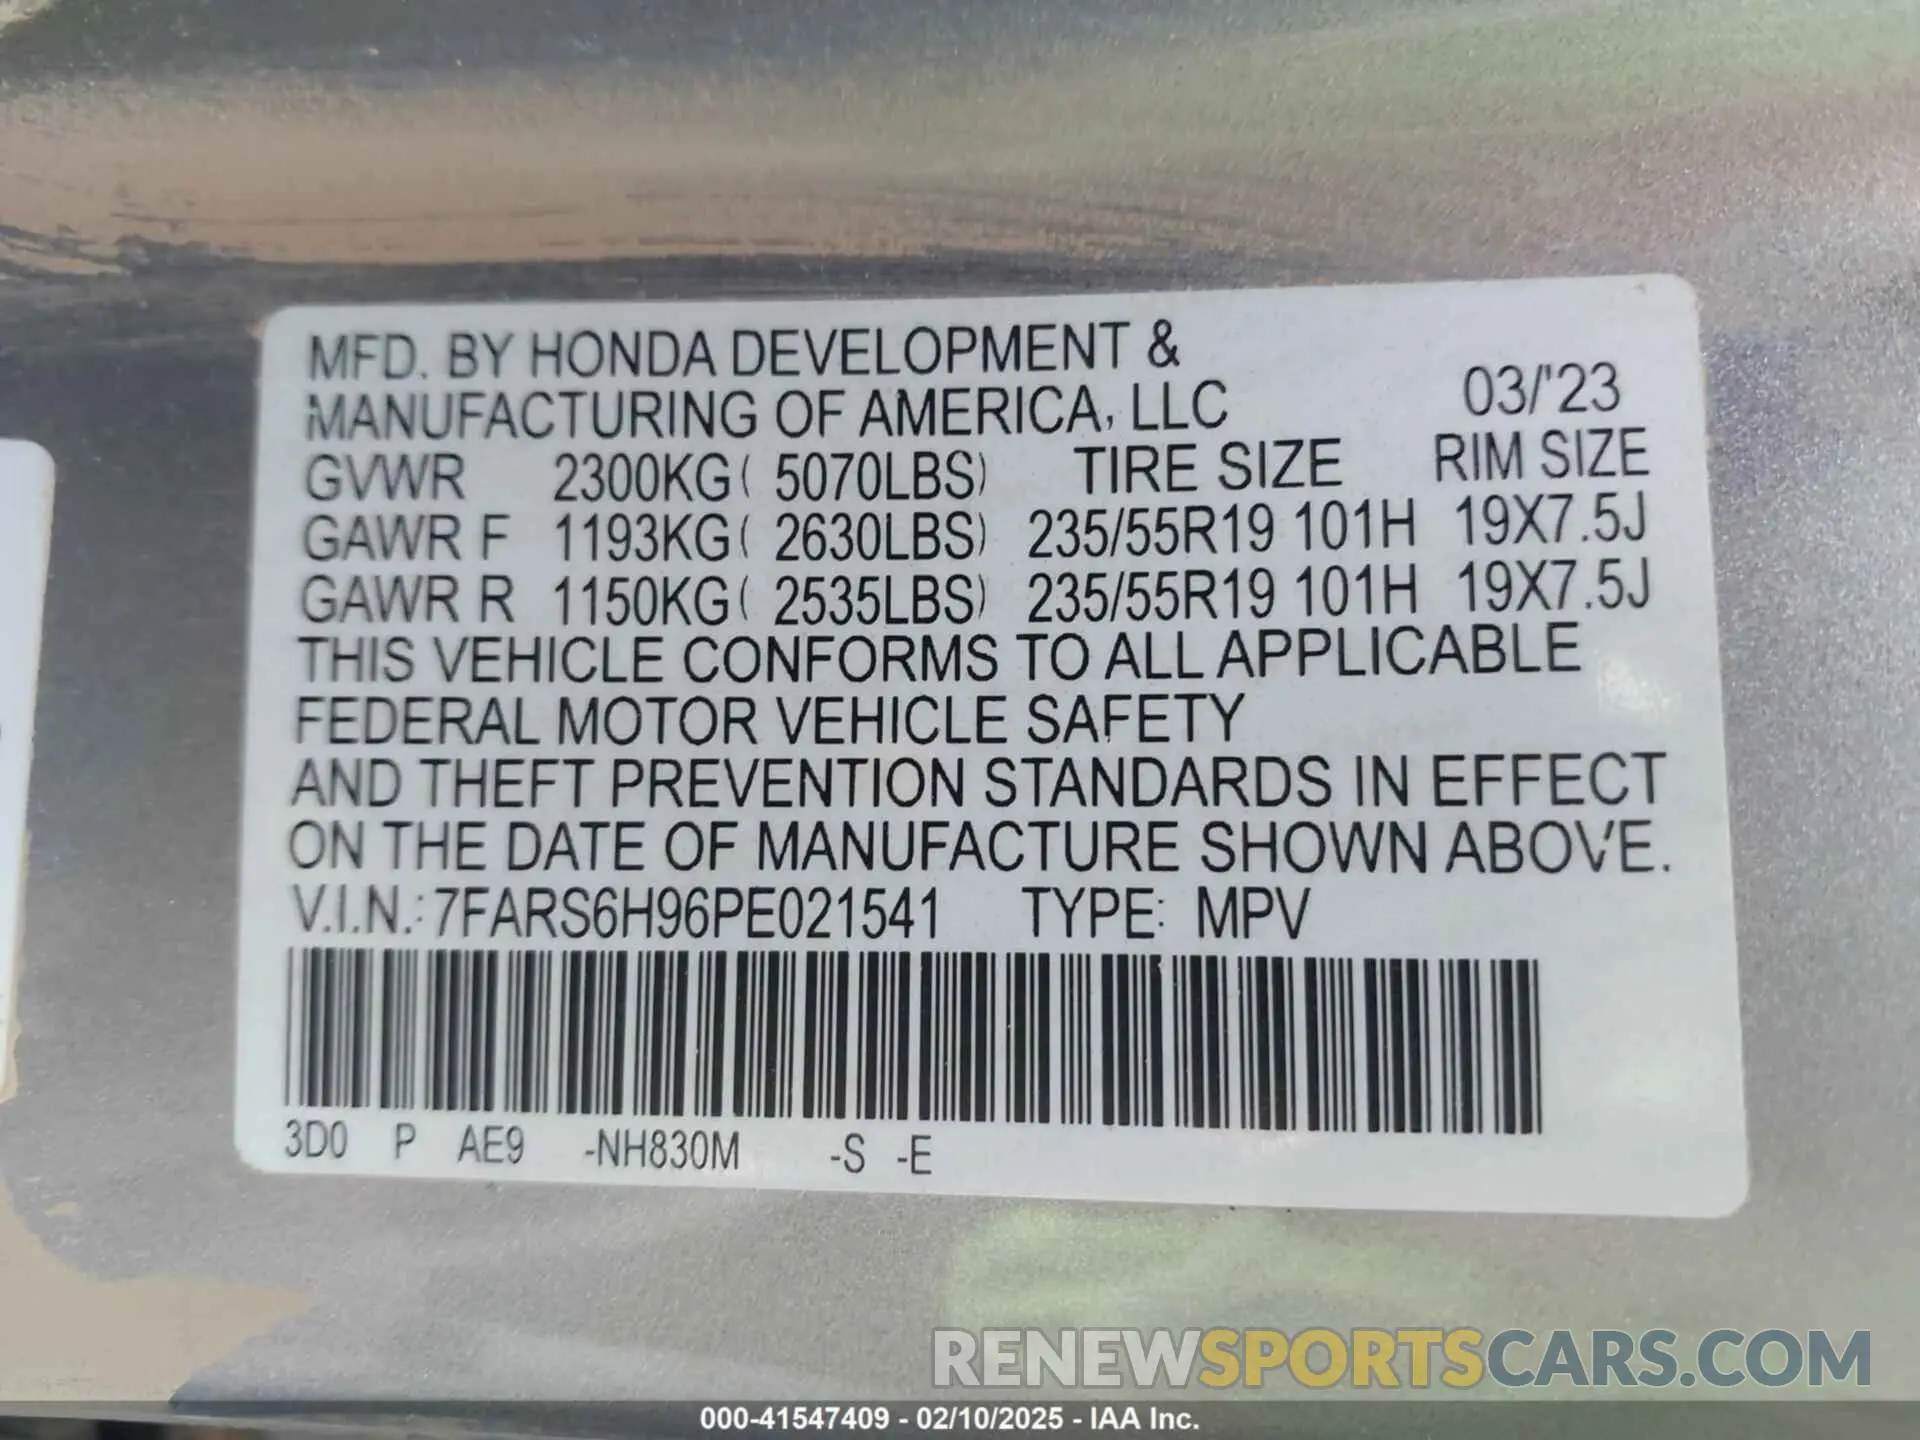 MFD. BY HONDA DEVELOPMENT &
MANUFACTURING OF AMERICA, LLC 03/'23
GVWR 2300KG( 5070LBS) TIRE SIZE RIM SIZE
GAWR F 1193KG( 2630LBS) 235/55R19 101H 19X7.5J
GAWR R 1150KG( 2535LBS) 235/55R19 101H 19X7.5J
THIS VEHICLE CONFORMS TO ALL APPLICABLE
FEDERAL MOTOR VEHICLE SAFETY
AND THEFT PREVENTION STANDARDS IN EFFECT
ON THE DATE OF MANUFACTURE SHOWN ABOVE.
V.I.N.: 7FARS6H96PE021541 TYPE: MPV
3D0 P AE9 -NH830M -S -E
RENEWSPORTSCARS.COM
000-41547409 - 02/10/2025 - IAA Inc.